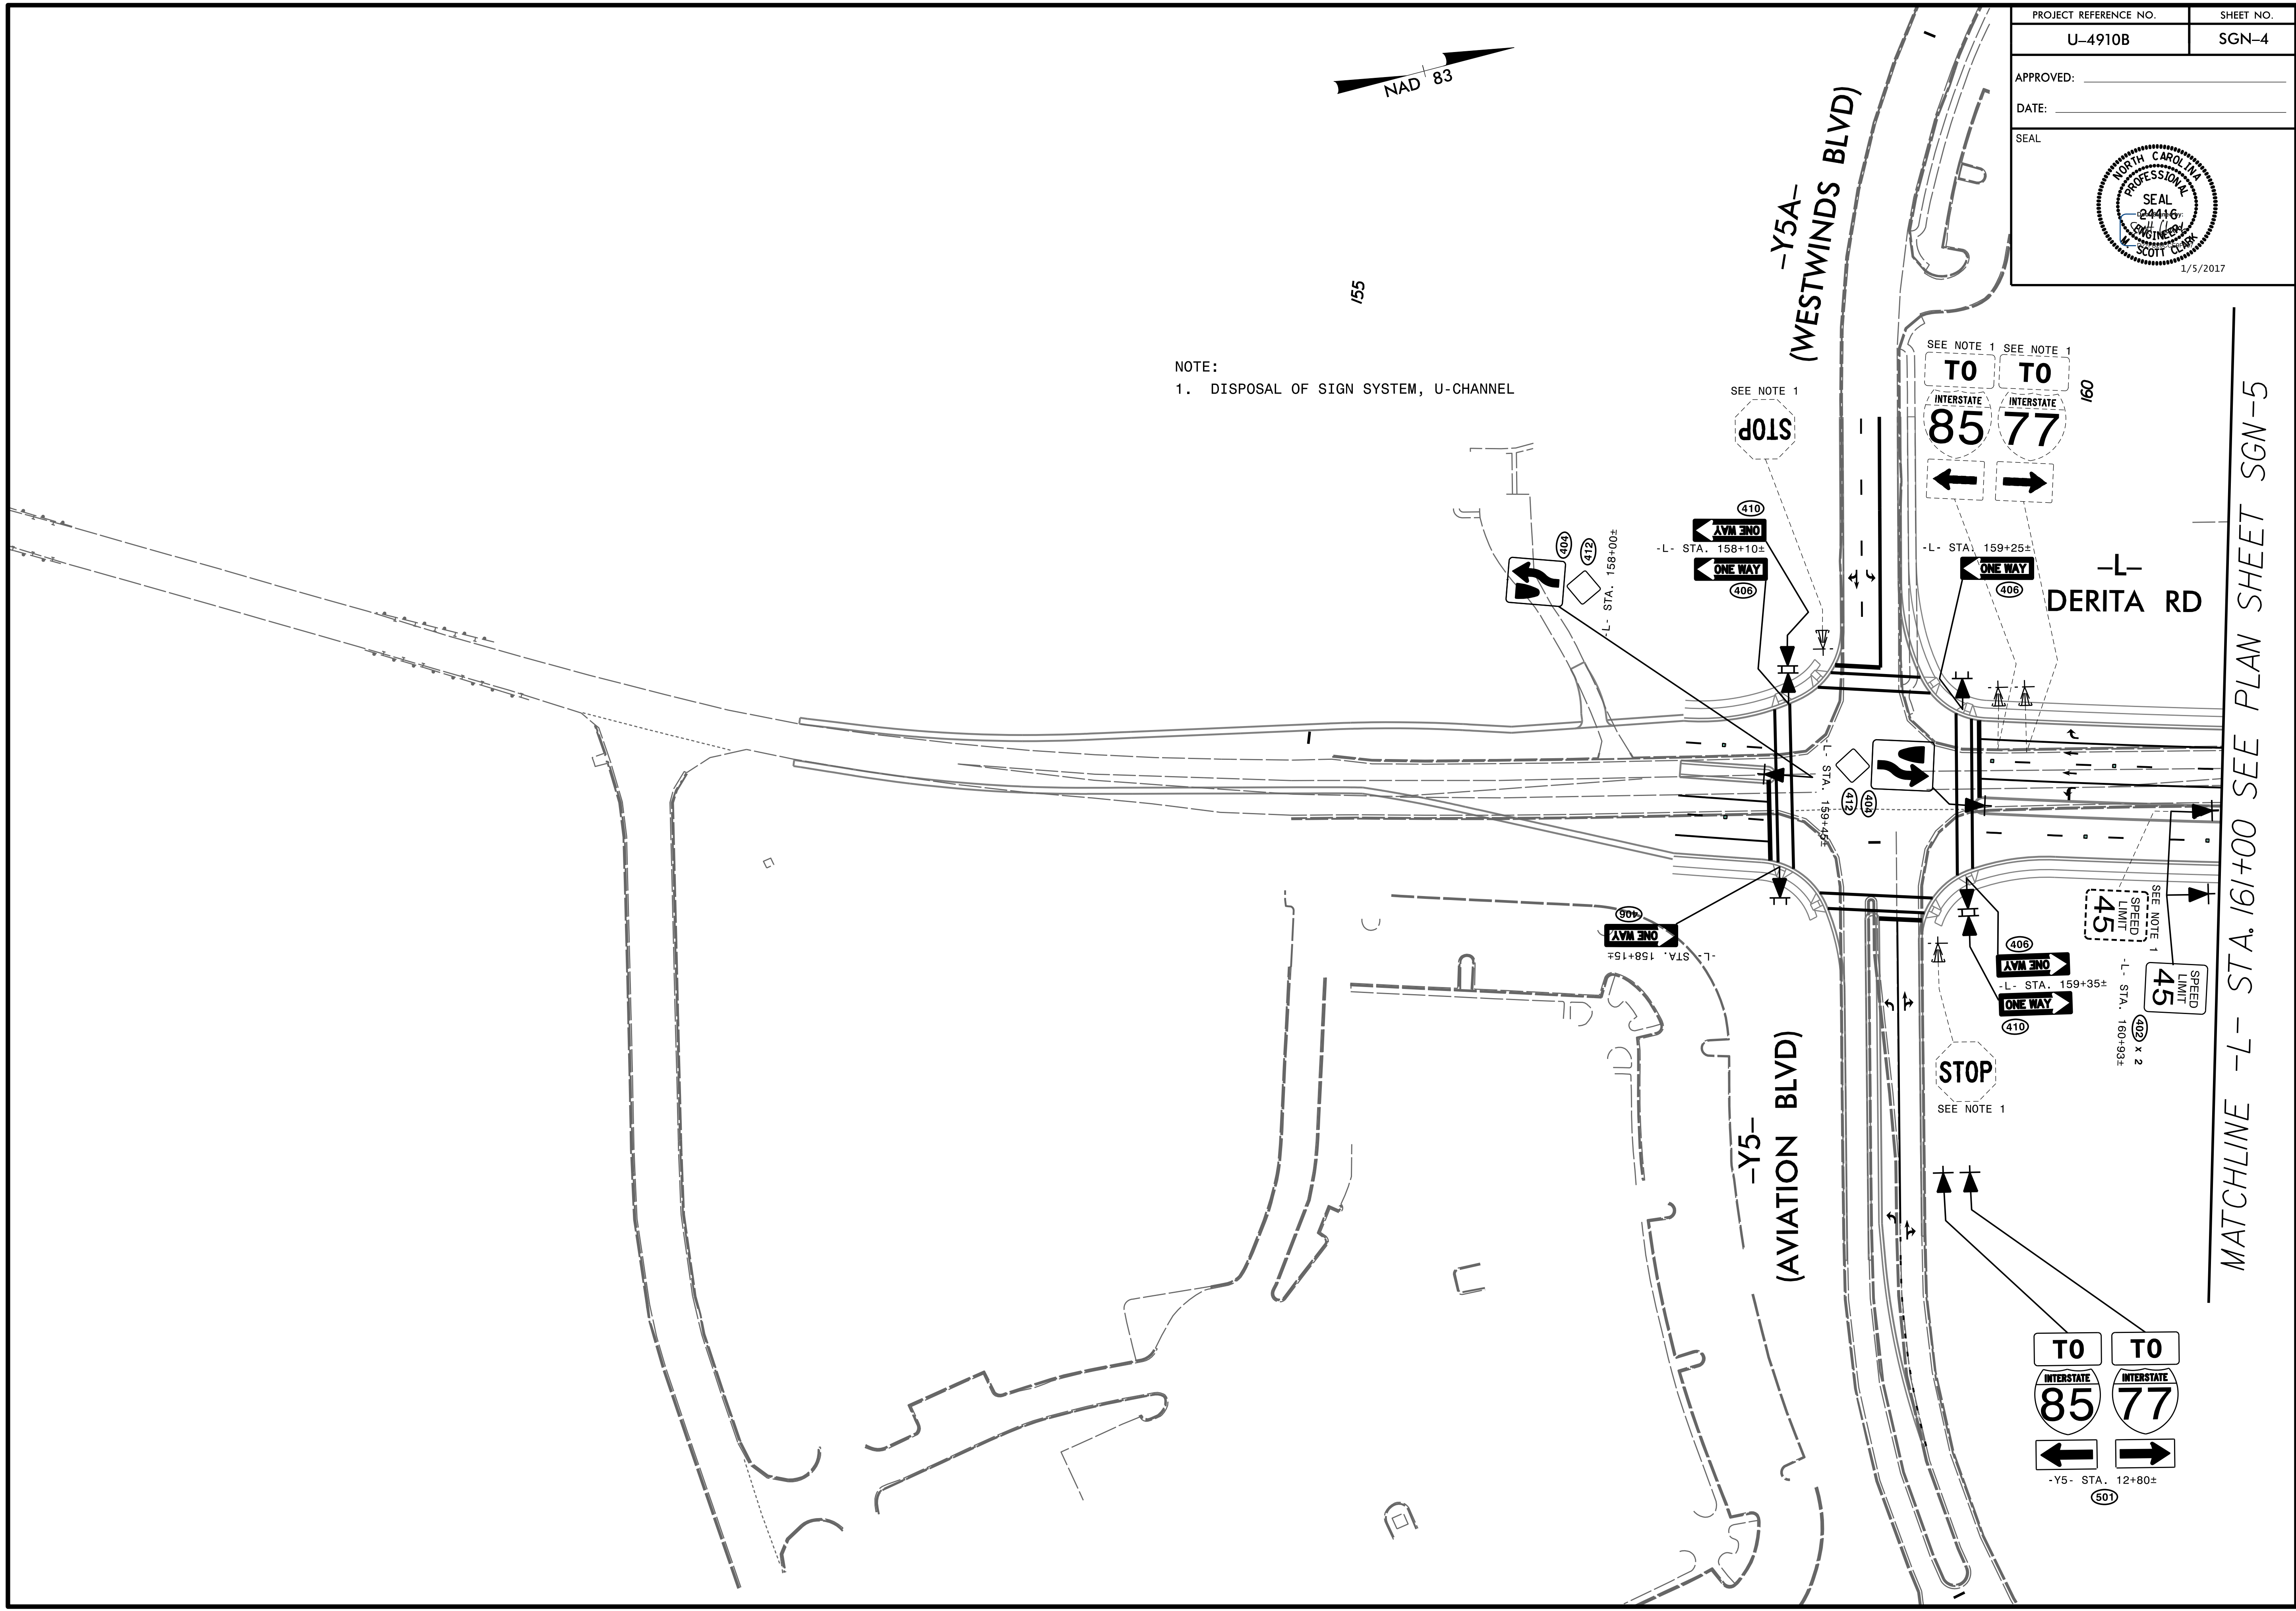 PROJECT REFERENCE NO.
SHEET NO.
U-4910B
SGN-4
APPROVED:
DATE:
SEAL
NORTH CAROLINA
PROFESSIONAL
SEAL
24416
ENGINEER
M. SCOTT CLARK
1/5/2017
NAD 83
155
-Y5A-
(WESTWINDS BLVD)
NOTE:
1. DISPOSAL OF SIGN SYSTEM, U-CHANNEL
SEE NOTE 1
STOP
SEE NOTE 1
SEE NOTE 1
TO
TO
INTERSTATE
85
INTERSTATE
77
160
410
ONE WAY
-L- STA. 158+10±
ONE WAY
406
404
412
-L- STA. 158+00±
-L- STA. 159+25±
ONE WAY
406
-L-
DERITA RD
-L- STA. 159+45±
412
404
406
ONE WAY
-L- STA. 158+15±
SPEED
LIMIT
45
SEE NOTE 1
406
ONE WAY
-L- STA. 159+35±
ONE WAY
410
SPEED
LIMIT
45
402 x 2
-L- STA. 160+93±
STOP
SEE NOTE 1
-Y5-
(AVIATION BLVD)
TO
TO
INTERSTATE
85
INTERSTATE
77
-Y5- STA. 12+80±
501
MATCHLINE -L- STA. 161+00 SEE PLAN SHEET SGN-5